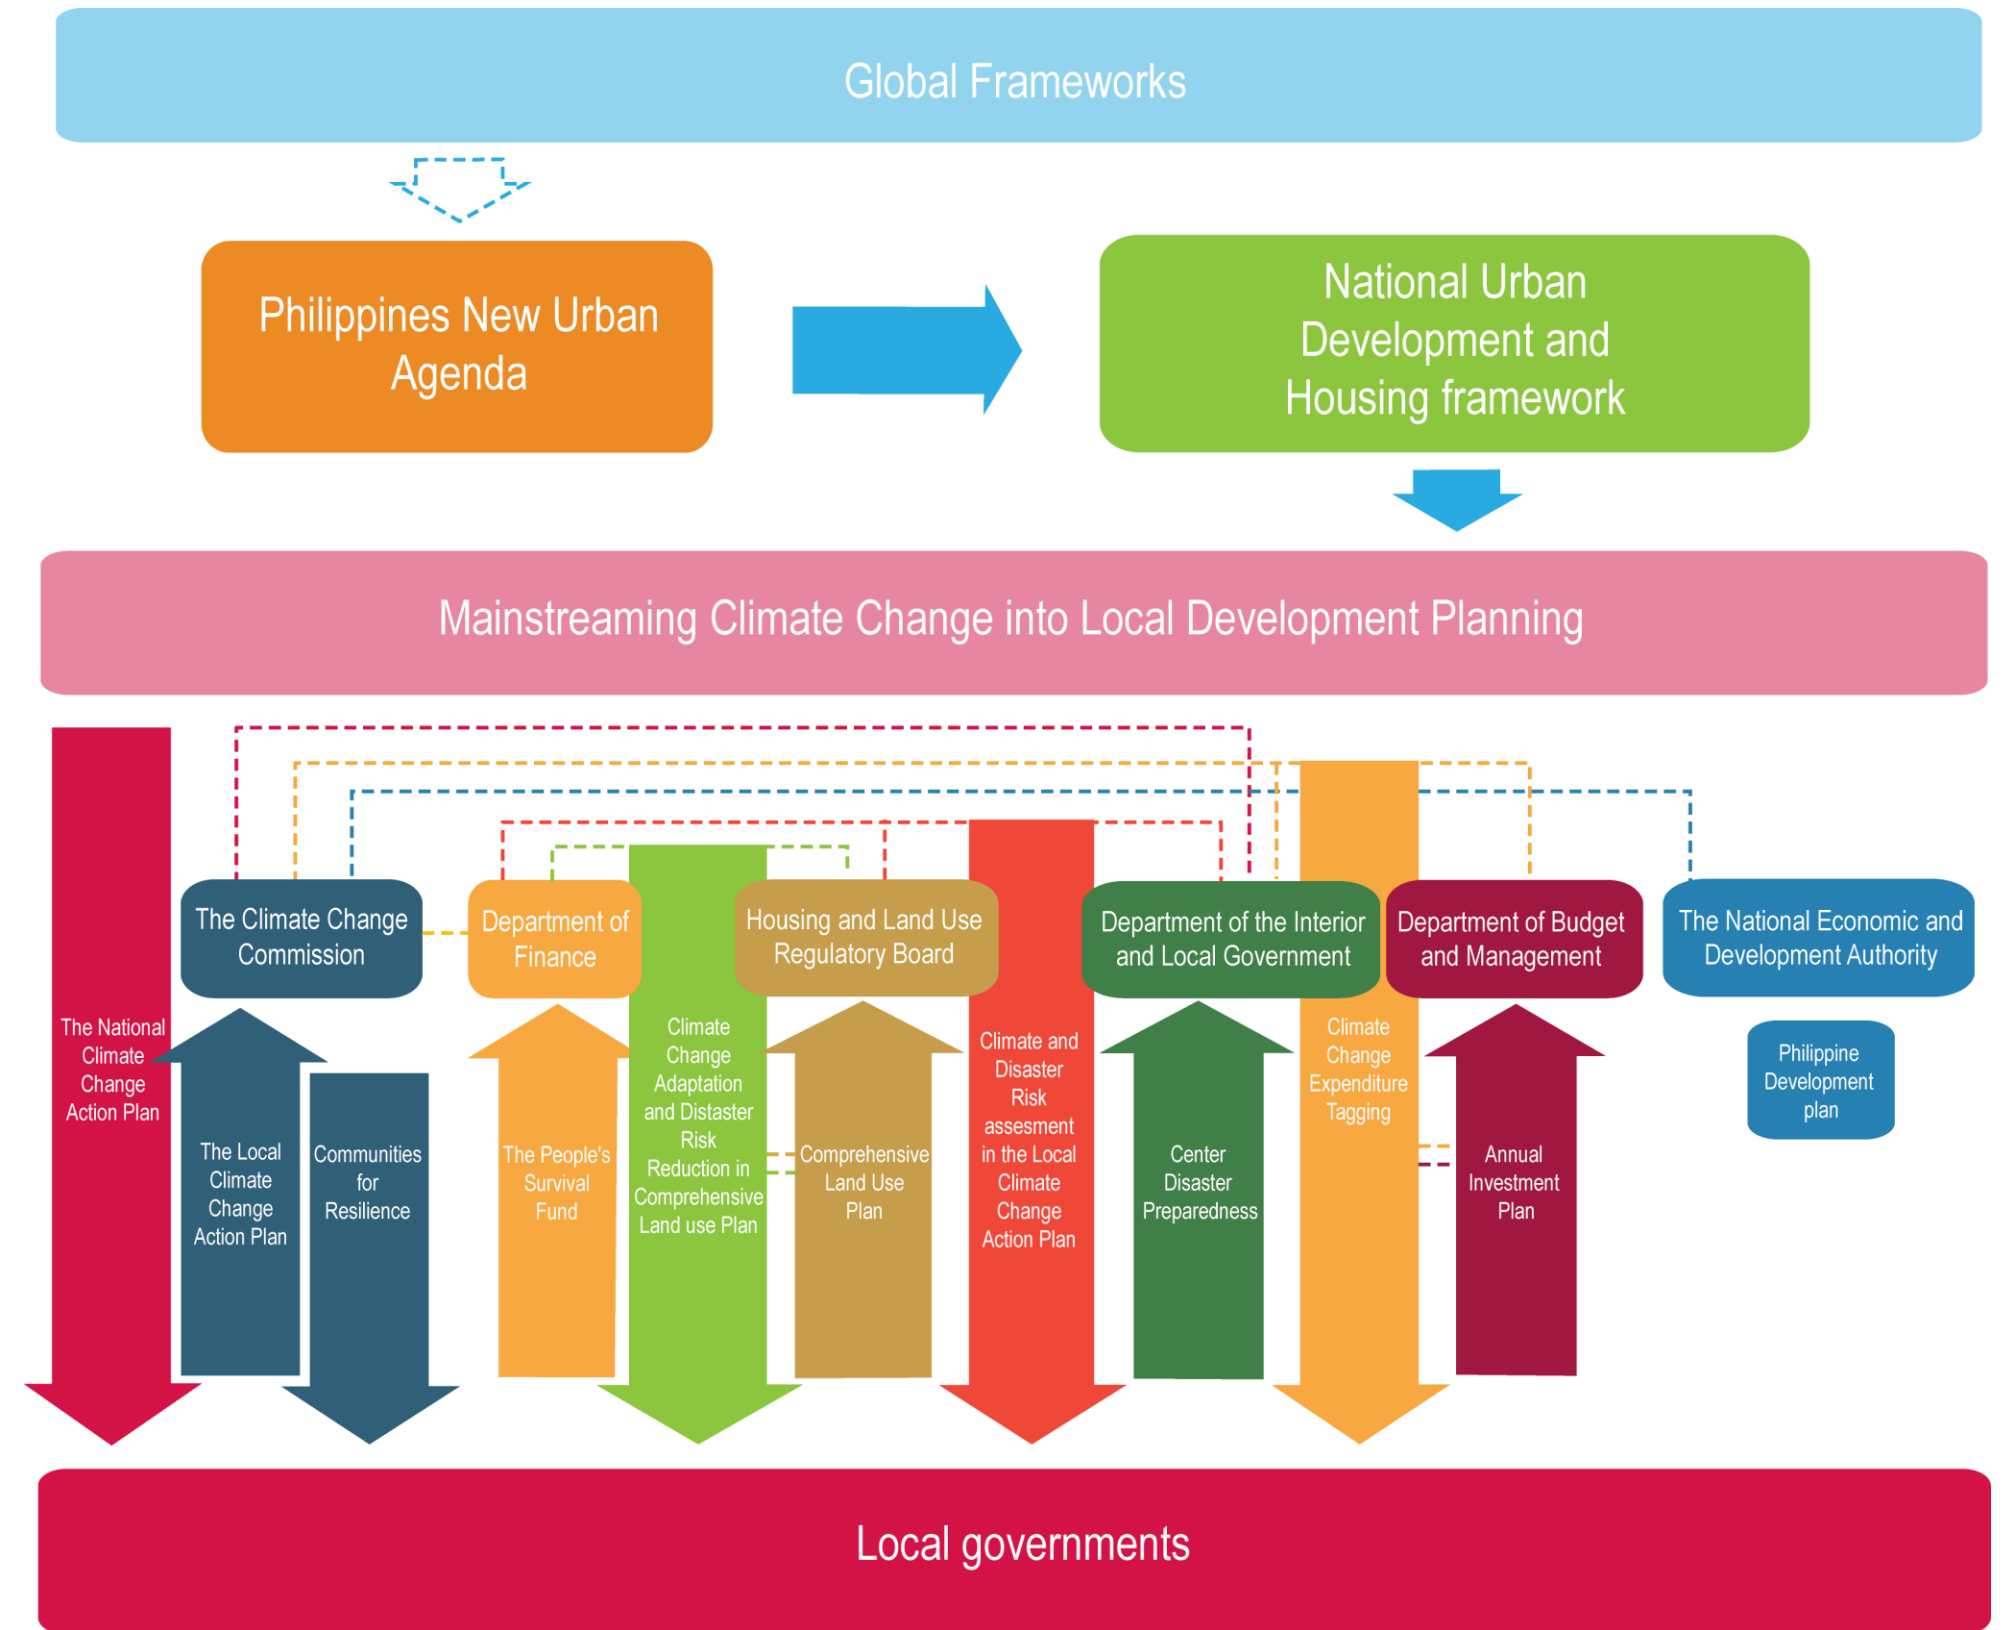 Global Frameworks
Philippines New Urban
Agenda
National Urban
Development and
Housing framework
Mainstreaming Climate Change into Local Development Planning
The Climate Change
Commission
Department of
Finance
Housing and Land Use
Regulatory Board
Department of the Interior
and Local Government
Department of Budget
and Management
The National Economic and
Development Authority
The National
Climate
Change
Action Plan
The Local
Climate
Change
Action Plan
Communities
for
Resilience
The People's
Survival
Fund
Climate
Change
Adaptation
and Distaster
Risk
Reduction in
Comprehensive
Land use Plan
Comprehensive
Land Use
Plan
Climate and
Disaster
Risk
assesment
in the Local
Climate
Change
Action Plan
Center
Disaster
Preparedness
Climate
Change
Expenditure
Tagging
Annual
Investment
Plan
Philippine
Development
plan
Local governments